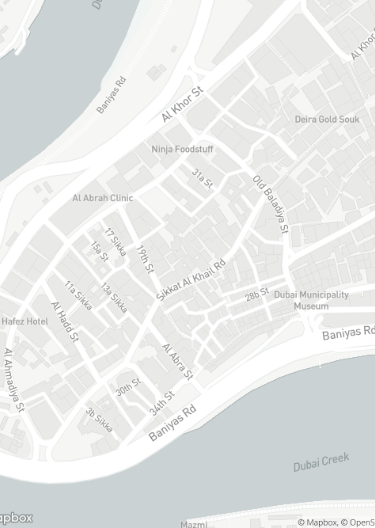 Du
Al Khor St
Baniyas Rd
Al Khor St
Deira Gold Souk
Ninja Foodstuff
31a St
Old Baladiya St
Al Abrah Clinic
17 Sikka
15a St
19th St
Sikkat Al Khail Rd
11a Sikka
13a Sikka
28b St
Dubai Municipality
Museum
Hafez Hotel
Al Hadd St
Baniyas Rd
Al Ahmadiya St
Al Abra St
30th St
3b Sikka
34th St
Baniyas Rd
Dubai Creek
Mapbox
Mazmi
© Mapbox, © OpenS